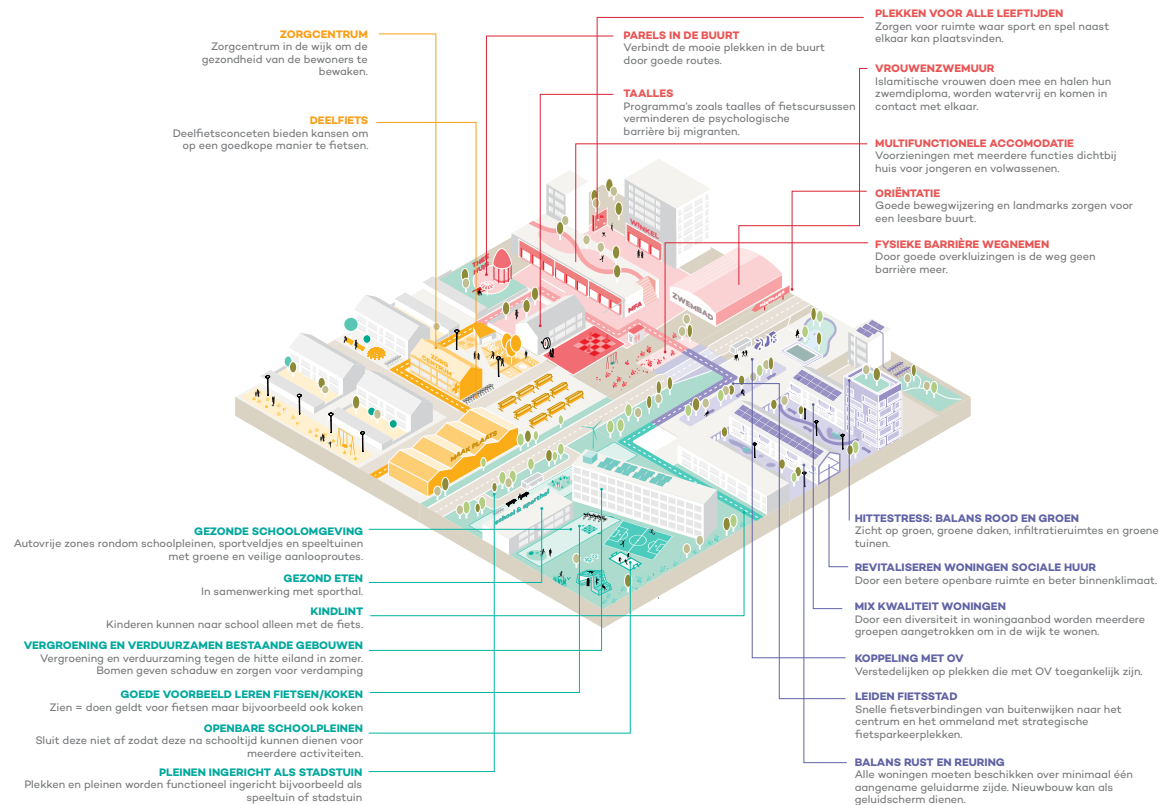 ZORGCENTRUM
Zorgcentrum in de wijk om de
gezondheid van de bewoners te
bewaken.
DEELFIETS
Deelfietsconceten bieden kansen om
op een goedkope manier te fietsen.
PARELS IN DE BUURT
Verbindt de mooie plekken in de buurt
door goede routes.
TAALLES
Programma's zoals taalles of fietscursussen
verminderen de psychologische
barrière bij migranten.
PLEKKEN VOOR ALLE LEEFTIJDEN
Zorgen voor ruimte waar sport en spel naast
elkaar kan plaatsvinden.
VROUWENZWEMUUR
Islamitische vrouwen doen mee en halen hun
zwemdiploma, worden watervrij en komen in
contact met elkaar.
MULTIFUNCTIONELE ACCOMODATIE
Voorzieningen met meerdere functies dichtbij
huis voor jongeren en volwassenen.
ORIËNTATIE
Goede bewegwijzering en landmarks zorgen voor
een leesbare buurt.
FYSIEKE BARRIÈRE WEGNEMEN
Door goede overkluizingen is de weg geen
barrière meer.
WINKEL
MFA
ZWEMBAD
ZORG
CENTRUM
MAAK PLAATS
school & sporthal
GEZONDE SCHOOLOMGEVING
Autovrije zones rondom schoolpleinen, sportveldjes en speeltuinen
met groene en veilige aanlooproutes.
GEZOND ETEN
In samenwerking met sporthal.
KINDLINT
Kinderen kunnen naar school alleen met de fiets.
VERGROENING EN VERDUURZAMEN BESTAANDE GEBOUWEN
Vergroening en verduurzaming tegen de hitte eiland in zomer.
Bomen geven schaduw en zorgen voor verdamping
GOEDE VOORBEELD LEREN FIETSEN/KOKEN
Zien = doen geldt voor fietsen maar bijvoorbeeld ook koken
OPENBARE SCHOOLPLEINEN
Sluit deze niet af zodat deze na schooltijd kunnen dienen voor
meerdere activiteiten.
PLEINEN INGERICHT ALS STADSTUIN
Plekken en pleinen worden functioneel ingericht bijvoorbeeld als
speeltuin of stadstuin
HITTESTRESS: BALANS ROOD EN GROEN
Zicht op groen, groene daken, infiltratieruimtes en groene
tuinen.
REVITALISEREN WONINGEN SOCIALE HUUR
Door een betere openbare ruimte en beter binnenklimaat.
MIX KWALITEIT WONINGEN
Door een diversiteit in woningaanbod worden meerdere
groepen aangetrokken om in de wijk te wonen.
KOPPELING MET OV
Verstedelijken op plekken die met OV toegankelijk zijn.
LEIDEN FIETSSTAD
Snelle fietsverbindingen van buitenwijken naar het
centrum en het ommeland met strategische
fietsparkeerplekken.
BALANS RUST EN REURING
Alle woningen moeten beschikken over minimaal één
aangename geluidarme zijde. Nieuwbouw kan als
geluidscherm dienen.